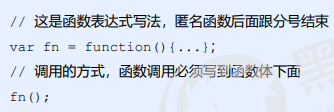 // 这是函数表达式写法，匿名函数后面跟分号结束
var fn = function(){...};
// 调用的方式，函数调用必须写到函数体下面
fn();